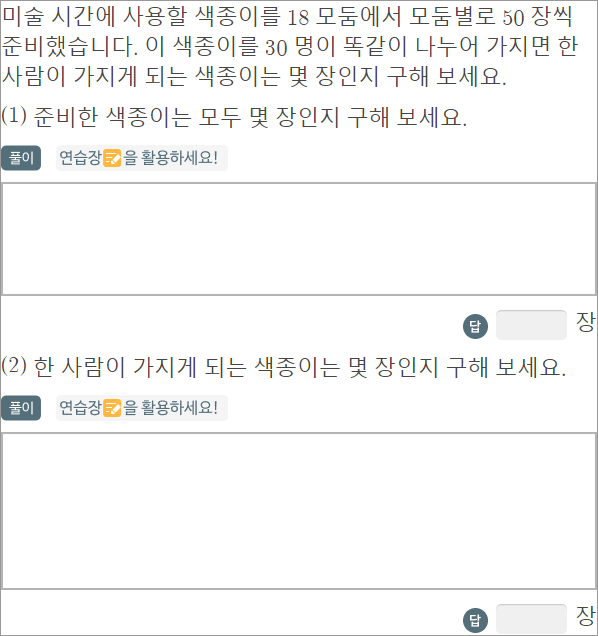 미술 시간에 사용할 색종이를 18 모둠에서 모둠별로 50 장씩
준비했습니다. 이 색종이를 30 명이 똑같이 나누어 가지면 한
사람이 가지게 되는 색종이는 몇 장인지 구해 보세요.
(1) 준비한 색종이는 모두 몇 장인지 구해 보세요.
풀이 연습장을 활용하세요!
답 장
(2) 한 사람이 가지게 되는 색종이는 몇 장인지 구해 보세요.
풀이 연습장을 활용하세요!
답 장